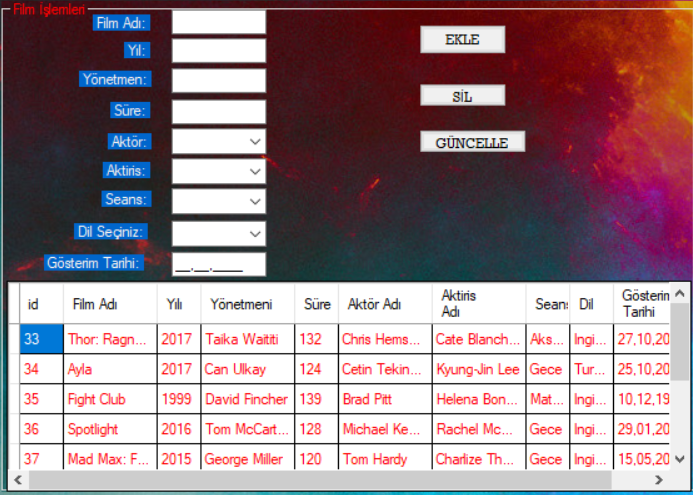 Film İşlemleri
Film Adı:
EKLE
Yıl:
Yönetmen:
SİL
Süre:
Aktör:
GÜNCELLE
Aktiris:
Seans:
Dil Seçiniz:
Gösterim Tarihi: __.__.____
id Film Adı Yılı Yönetmeni Süre Aktör Adı Aktiris Adı Seans Dil Gösterim Tarihi
33 Thor: Ragn... 2017 Taika Waititi 132 Chris Hems... Cate Blanch... Aks... Ingi... 27,10,20
34 Ayla 2017 Can Ulkay 124 Cetin Tekin... Kyung-Jin Lee Gece Tur... 25,10,20
35 Fight Club 1999 David Fincher 139 Brad Pitt Helena Bon... Mat... Ingi... 10,12,19
36 Spotlight 2016 Tom McCart... 128 Michael Ke... Rachel Mc... Gece Ingi... 29,01,20
37 Mad Max: F... 2015 George Miller 120 Tom Hardy Charlize Th... Gece Ingi... 15,05,20